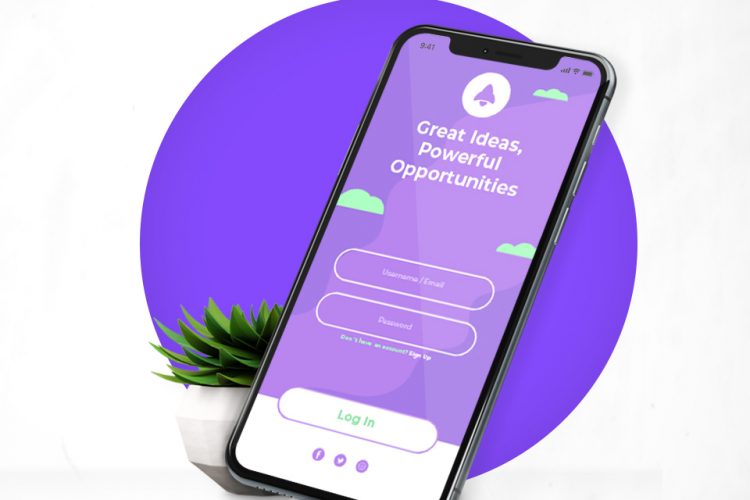 9:41
Great Ideas,
Powerful
Opportunities
Username / Email
Password
Don't have an account? Sign Up
Log In